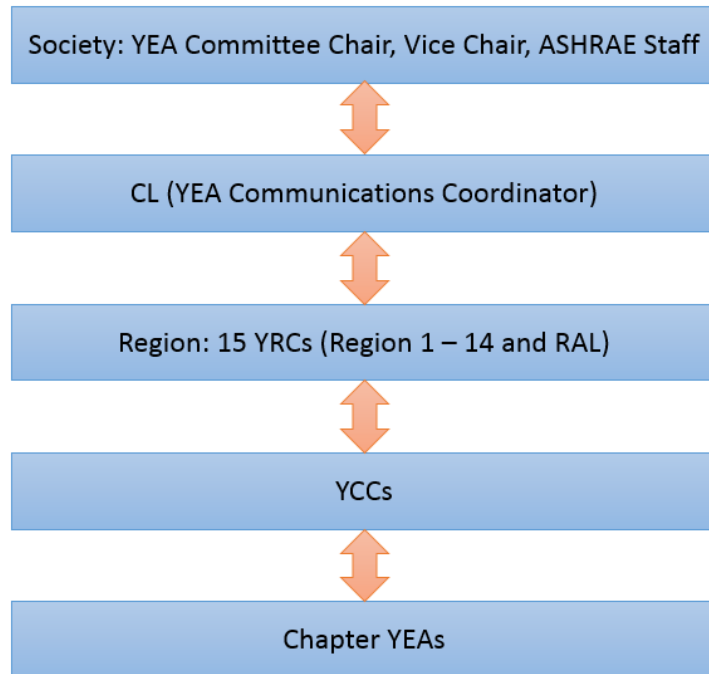 Society: YEA Committee Chair, Vice Chair, ASHRAE Staff
CL (YEA Communications Coordinator)
Region: 15 YRCs (Region 1 – 14 and RAL)
YCCs
Chapter YEAs